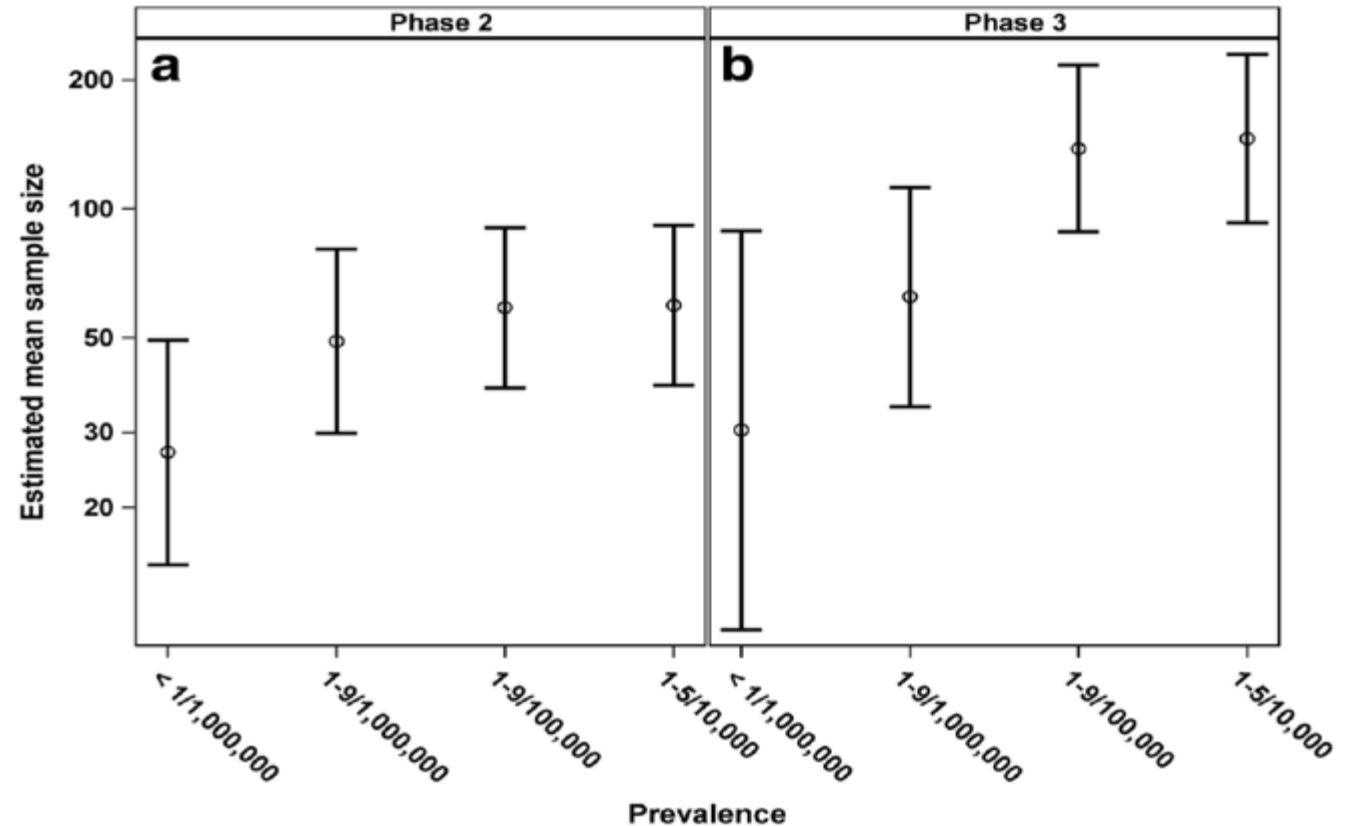 Phase 2
Phase 3
a
b
Estimated mean sample size
200
100
50
30
20
< 1/1,000,000
1-9/1,000,000
1-9/100,000
1-5/10,000
< 1/1,000,000
1-9/1,000,000
1-9/100,000
1-5/10,000
Prevalence